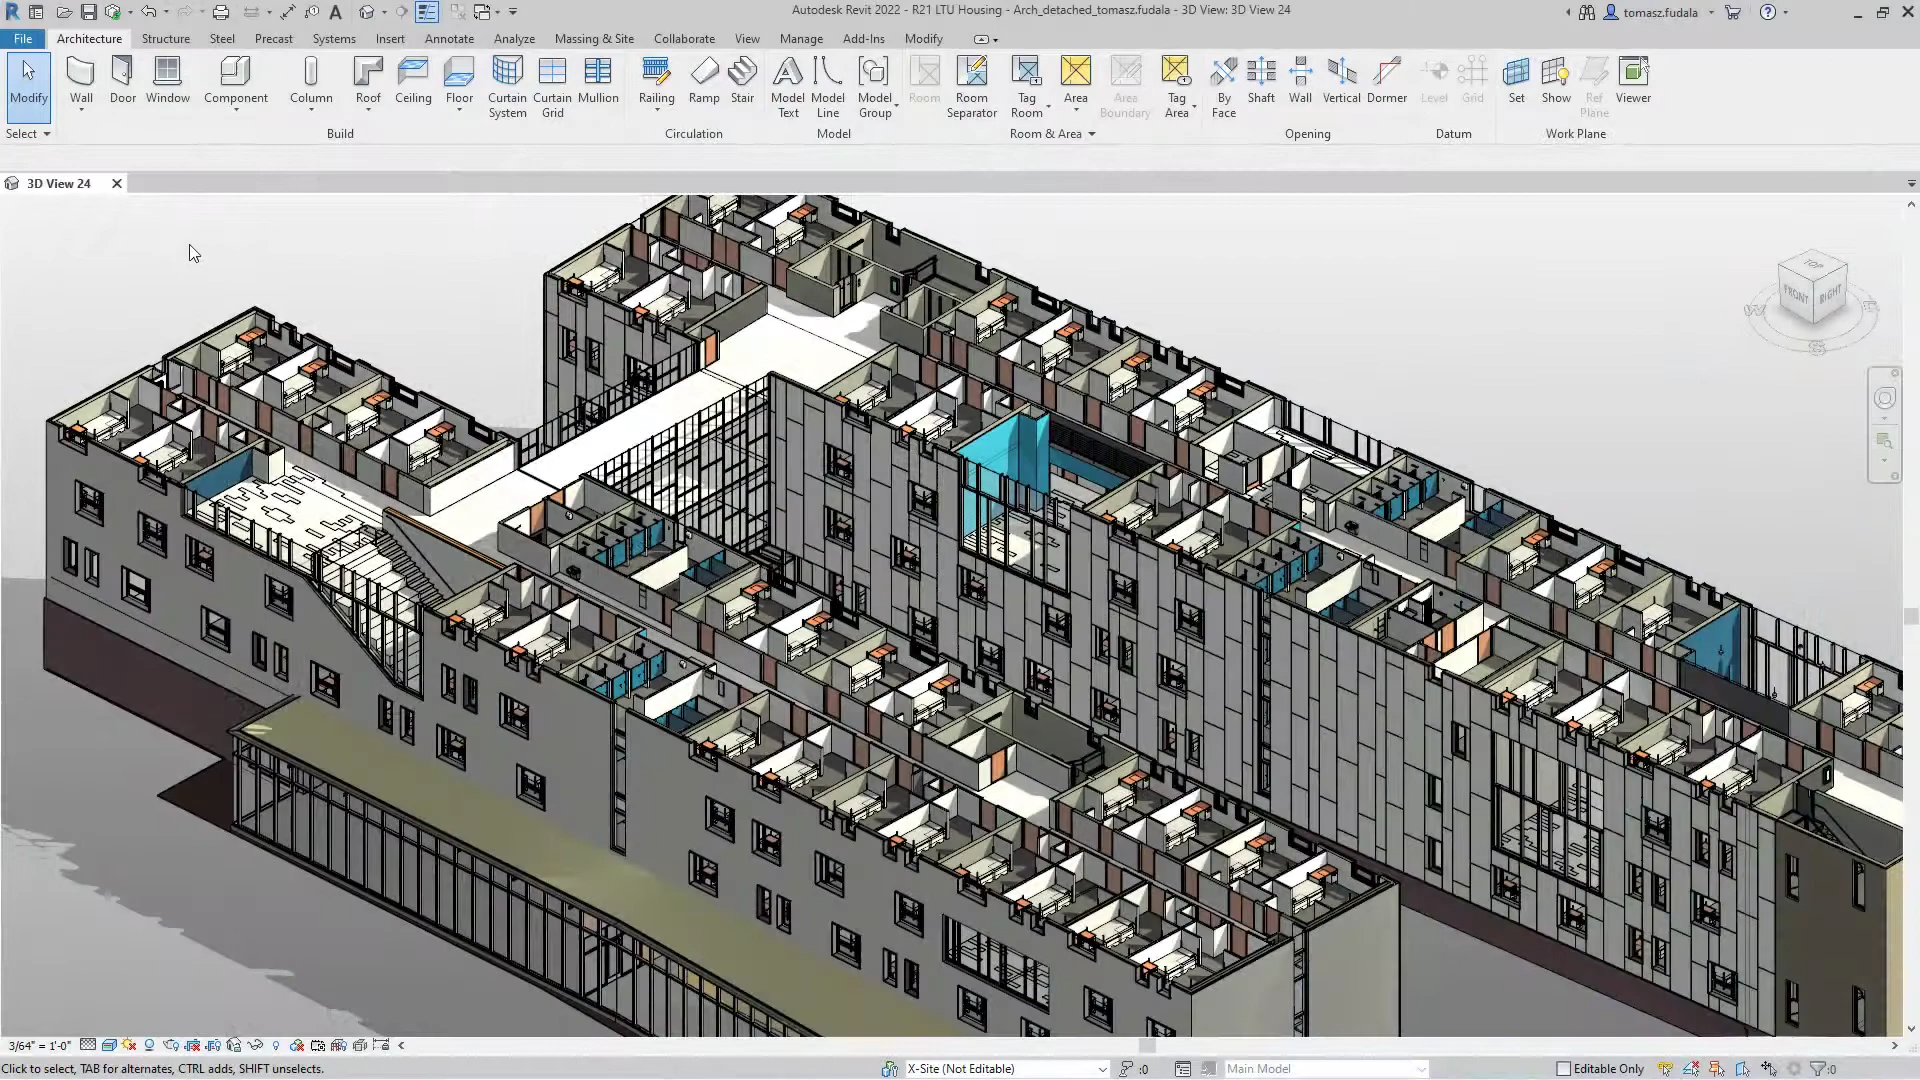 Autodesk Revit 2022 - R21 LTU Housing - Arch_detached_tomasz.fudala - 3D View: 3D View 24
tomasz.fudala
File Architecture Structure Steel Precast Systems Insert Annotate Analyze Massing & Site Collaborate View Manage Add-Ins Modify
Modify Wall Door Window Component Column Roof Ceiling Floor Curtain System Curtain Grid Mullion Railing Ramp Stair Model Text Model Line Model Group Room Room Separator Tag Room Area Area Boundary Tag Area By Face Shaft Wall Vertical Dormer Level Grid Set Show Ref Plane Viewer
Select Build Circulation Model Room & Area Opening Datum Work Plane
3D View 24
TOP
FRONT RIGHT
W E
S
3/64" = 1'-0"
Click to select, TAB for alternates, CTRL adds, SHIFT unselects.
X-Site (Not Editable) :0 Main Model Editable Only :0